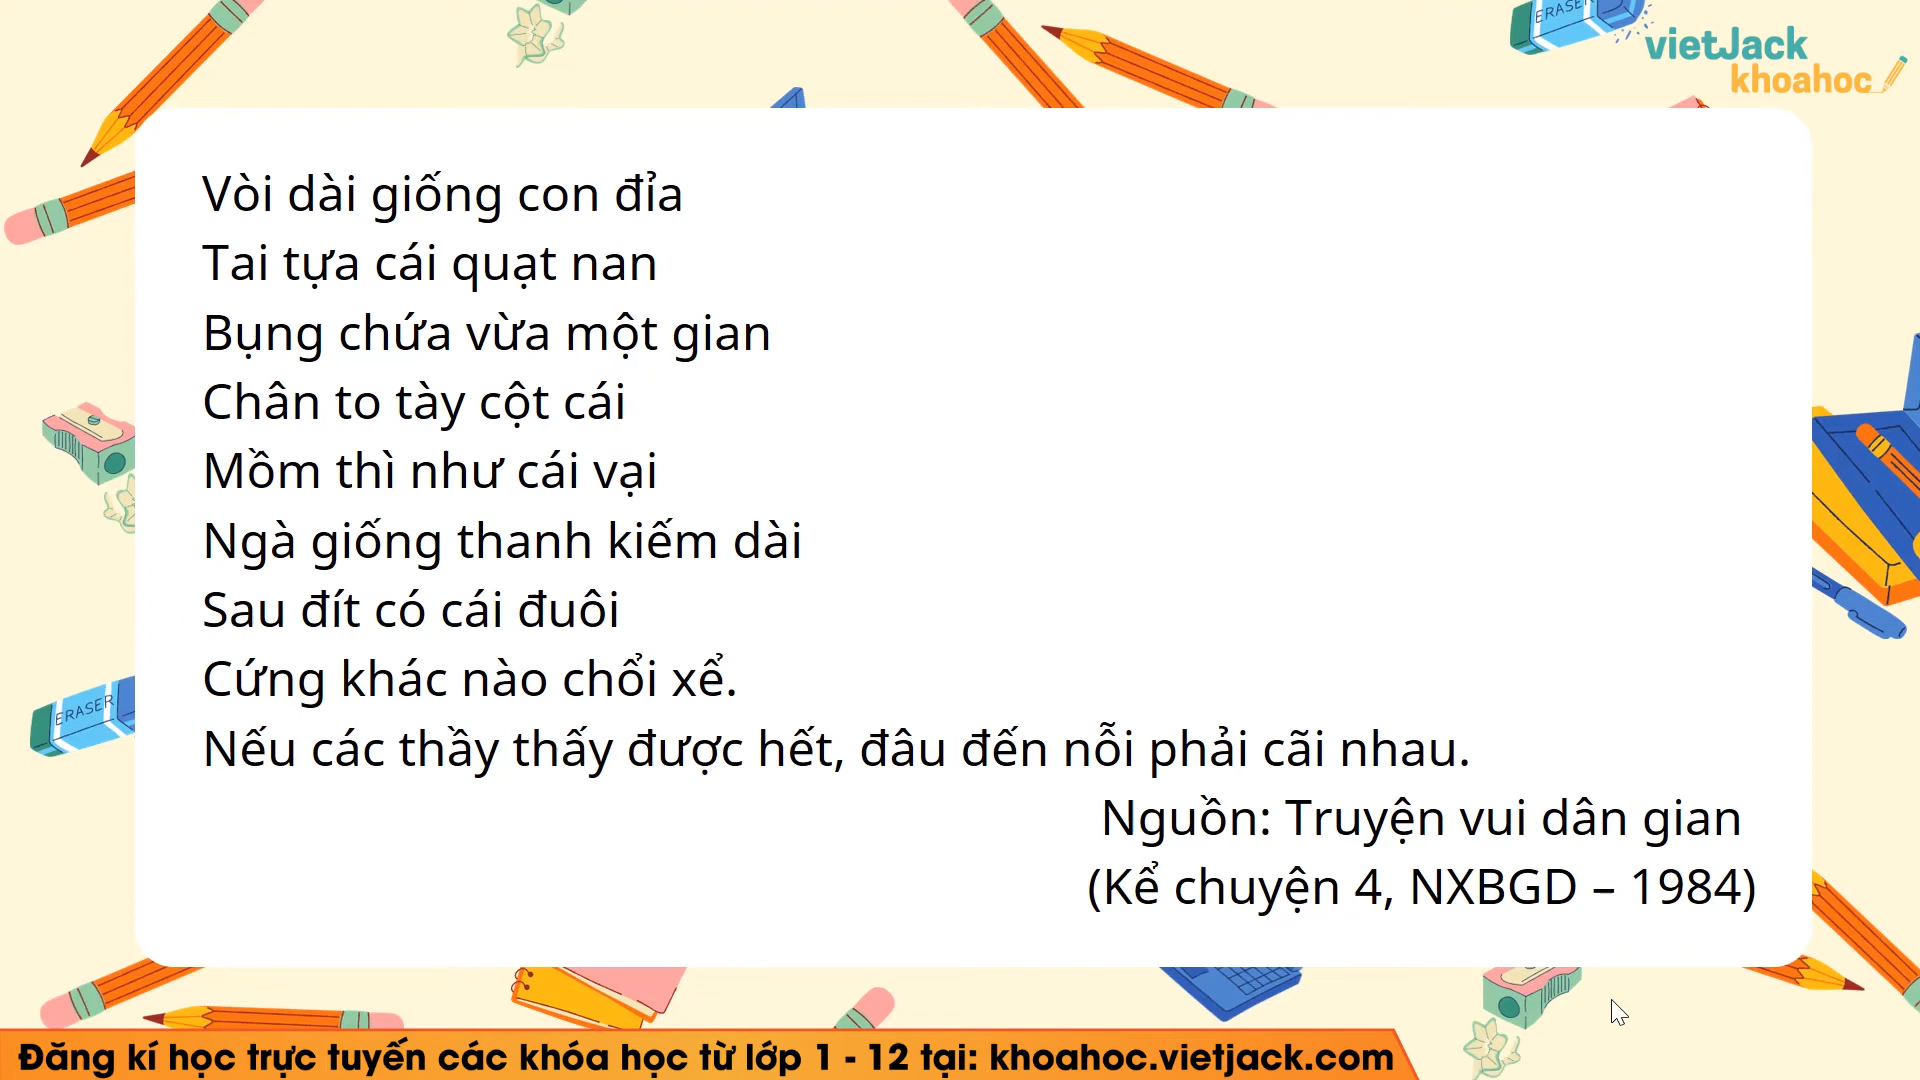 ERASER
vietJack
khoahoc
Vòi dài giống con đỉa
Tai tựa cái quạt nan
Bụng chứa vừa một gian
Chân to tày cột cái
Mồm thì như cái vại
Ngà giống thanh kiếm dài
Sau đít có cái đuôi
Cứng khác nào chổi xể.
Nếu các thầy thấy được hết, đâu đến nỗi phải cãi nhau.
Nguồn: Truyện vui dân gian
(Kể chuyện 4, NXBGD – 1984)
ERASER
Đăng kí học trực tuyến các khóa học từ lớp 1 - 12 tại: khoahoc.vietjack.com